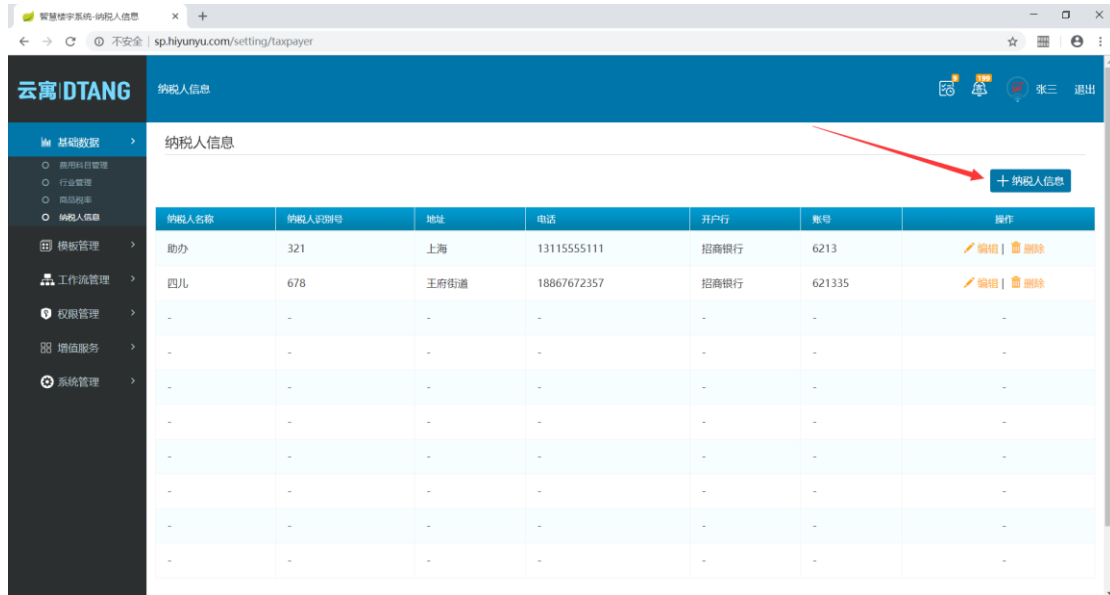 智慧楼宇系统-纳税人信息
不安全 | sp.hiyunyu.com/setting/taxpayer
云寓|DTANG
纳税人信息
9
199
张三
退出
基础数据
费用科目管理
行业管理
商品税率
纳税人信息
模板管理
工作流管理
权限管理
增值服务
系统管理
纳税人信息
+ 纳税人信息
纳税人名称 纳税人识别号 地址 电话 开户行 账号 操作
助办 321 上海 13115555111 招商银行 6213 编辑 | 删除
四儿 678 王府街道 18867672357 招商银行 621335 编辑 | 删除
- - - - - - -
- - - - - - -
- - - - - - -
- - - - - - -
- - - - - - -
- - - - - - -
- - - - - - -
- - - - - - -